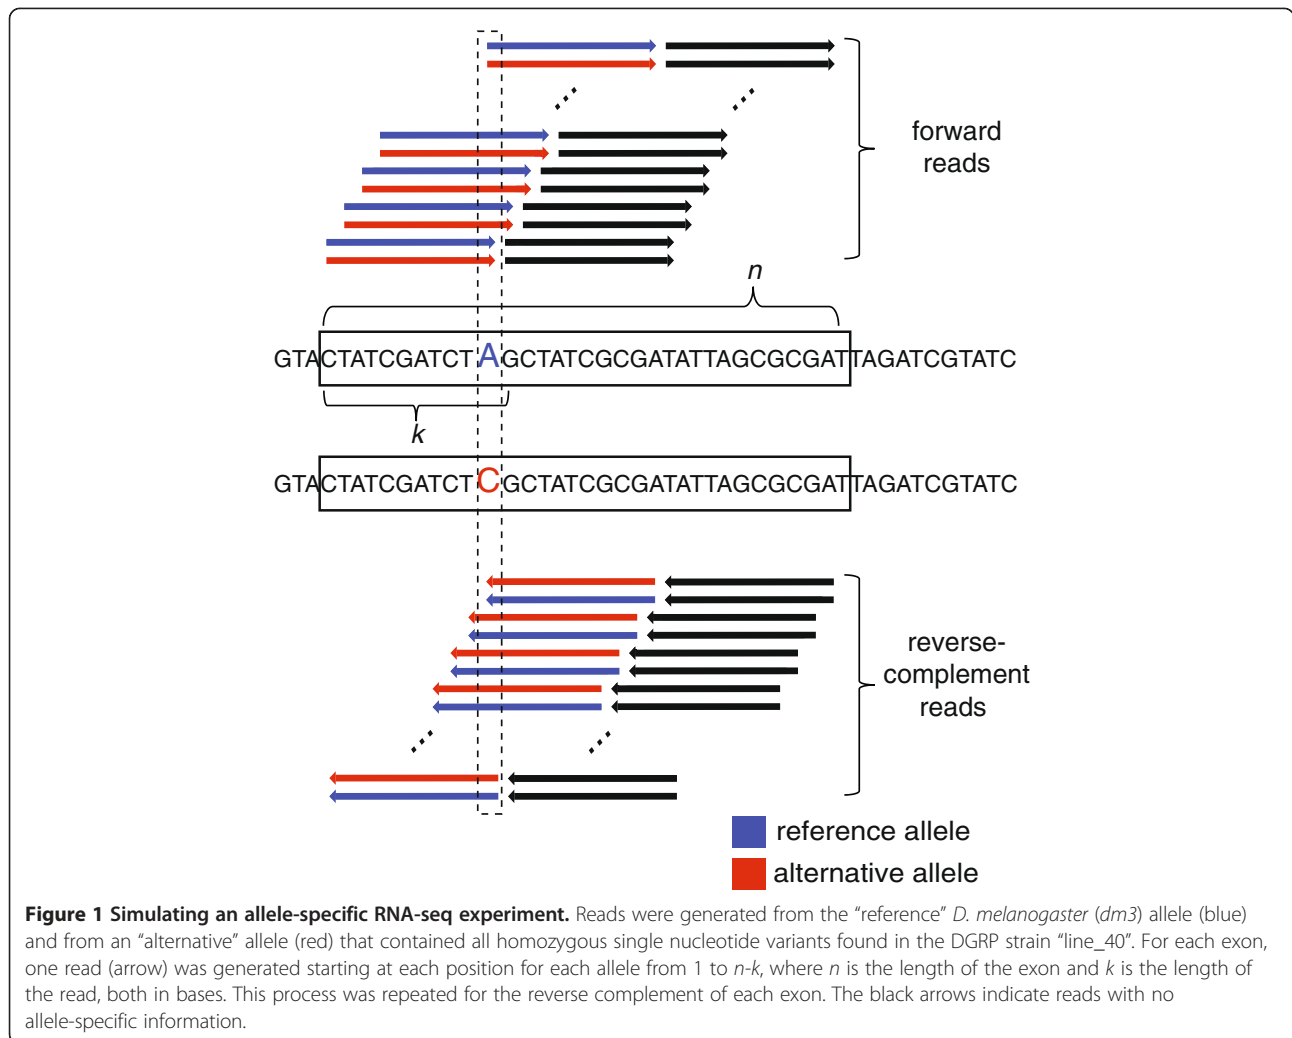 forward
reads
n
GTACTATCGATCT A GCTATCGCGATATTAGCGCGATTAGATCGTATC
k
GTACTATCGATCT C GCTATCGCGATATTAGCGCGATTAGATCGTATC
reverse-
complement
reads
reference allele
alternative allele
Figure 1 Simulating an allele-specific RNA-seq experiment. Reads were generated from the "reference" D. melanogaster (dm3) allele (blue)
and from an "alternative" allele (red) that contained all homozygous single nucleotide variants found in the DGRP strain "line_40". For each exon,
one read (arrow) was generated starting at each position for each allele from 1 to n-k, where n is the length of the exon and k is the length of
the read, both in bases. This process was repeated for the reverse complement of each exon. The black arrows indicate reads with no
allele-specific information.